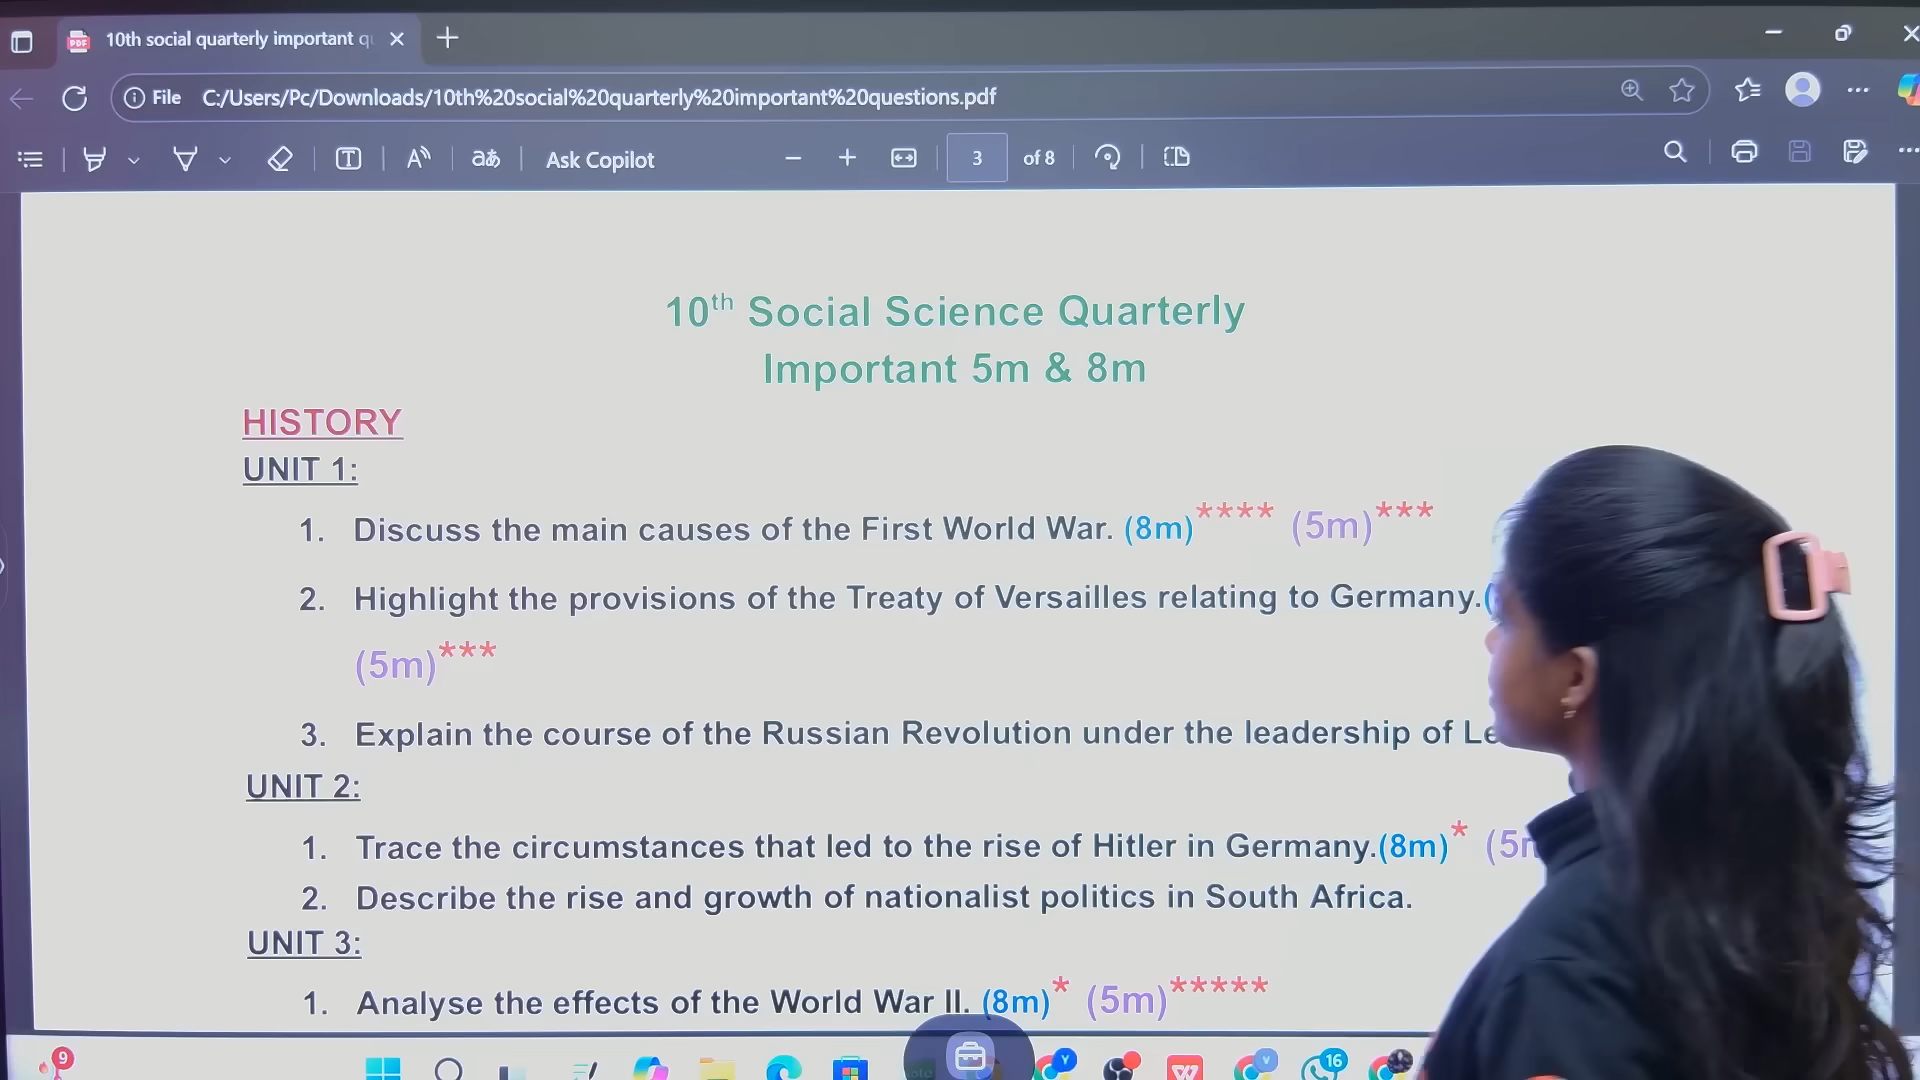 10th social quarterly important
File C:/Users/Pc/Downloads/10th%20social%20quarterly%20important%20questions.pdf
Ask Copilot 3 of 8
10th Social Science Quarterly
Important 5m & 8m
HISTORY
UNIT 1:
1. Discuss the main causes of the First World War. (8m)**** (5m)***
2. Highlight the provisions of the Treaty of Versailles relating to Germany.(
(5m)***
3. Explain the course of the Russian Revolution under the leadership of
UNIT 2:
1. Trace the circumstances that led to the rise of Hitler in Germany.(8m)*
2. Describe the rise and growth of nationalist politics in South Africa.
UNIT 3:
1. Analyse the effects of the World War II. (8m)* (5m)*****
9 Y V 16